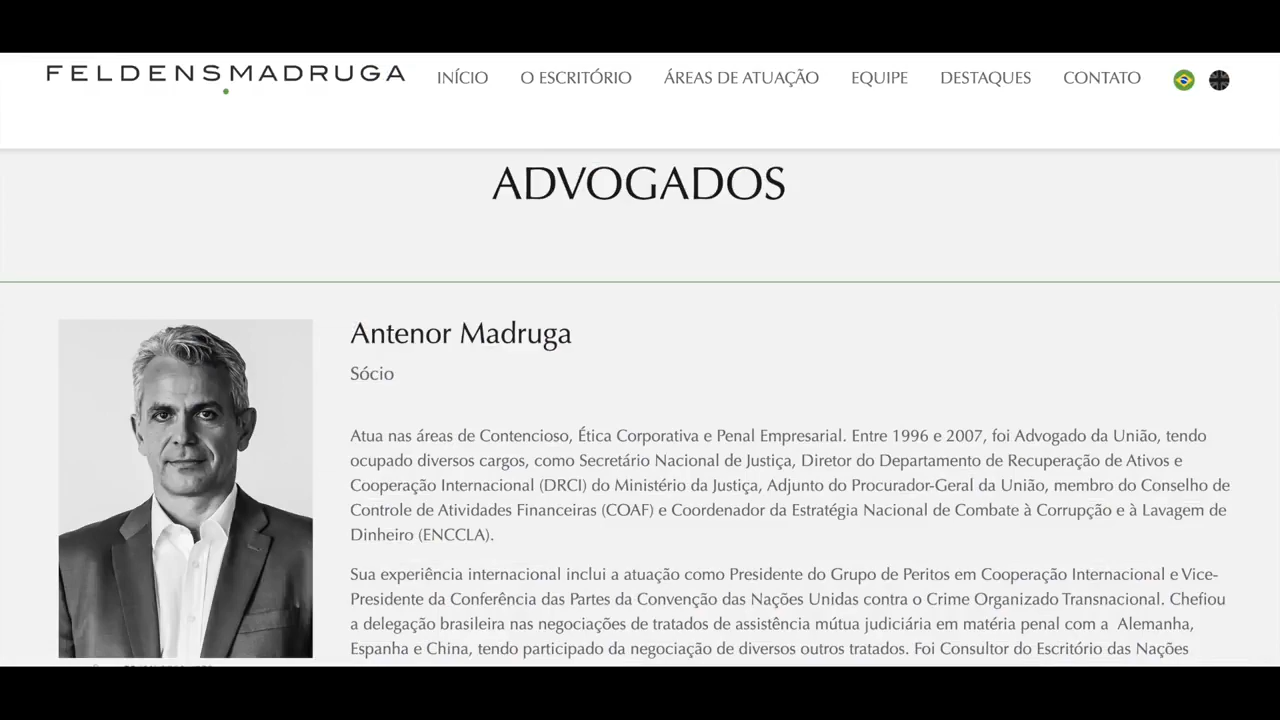 FELDENSMADRUGA INÍCIO O ESCRITÓRIO ÁREAS DE ATUAÇÃO EQUIPE DESTAQUES CONTATO
ADVOGADOS
Antenor Madruga
Sócio
Atua nas áreas de Contencioso, Ética Corporativa e Penal Empresarial. Entre 1996 e 2007, foi Advogado da União, tendo
ocupado diversos cargos, como Secretário Nacional de Justiça, Diretor do Departamento de Recuperação de Ativos e
Cooperação Internacional (DRCI) do Ministério da Justiça, Adjunto do Procurador-Geral da União, membro do Conselho de
Controle de Atividades Financeiras (COAF) e Coordenador da Estratégia Nacional de Combate à Corrupção e à Lavagem de
Dinheiro (ENCCLA).
Sua experiência internacional inclui a atuação como Presidente do Grupo de Peritos em Cooperação Internacional e Vice-
Presidente da Conferência das Partes da Convenção das Nações Unidas contra o Crime Organizado Transnacional. Chefiou
a delegação brasileira nas negociações de tratados de assistência mútua judiciária em matéria penal com a Alemanha,
Espanha e China, tendo participado da negociação de diversos outros tratados. Foi Consultor do Escritório das Nações